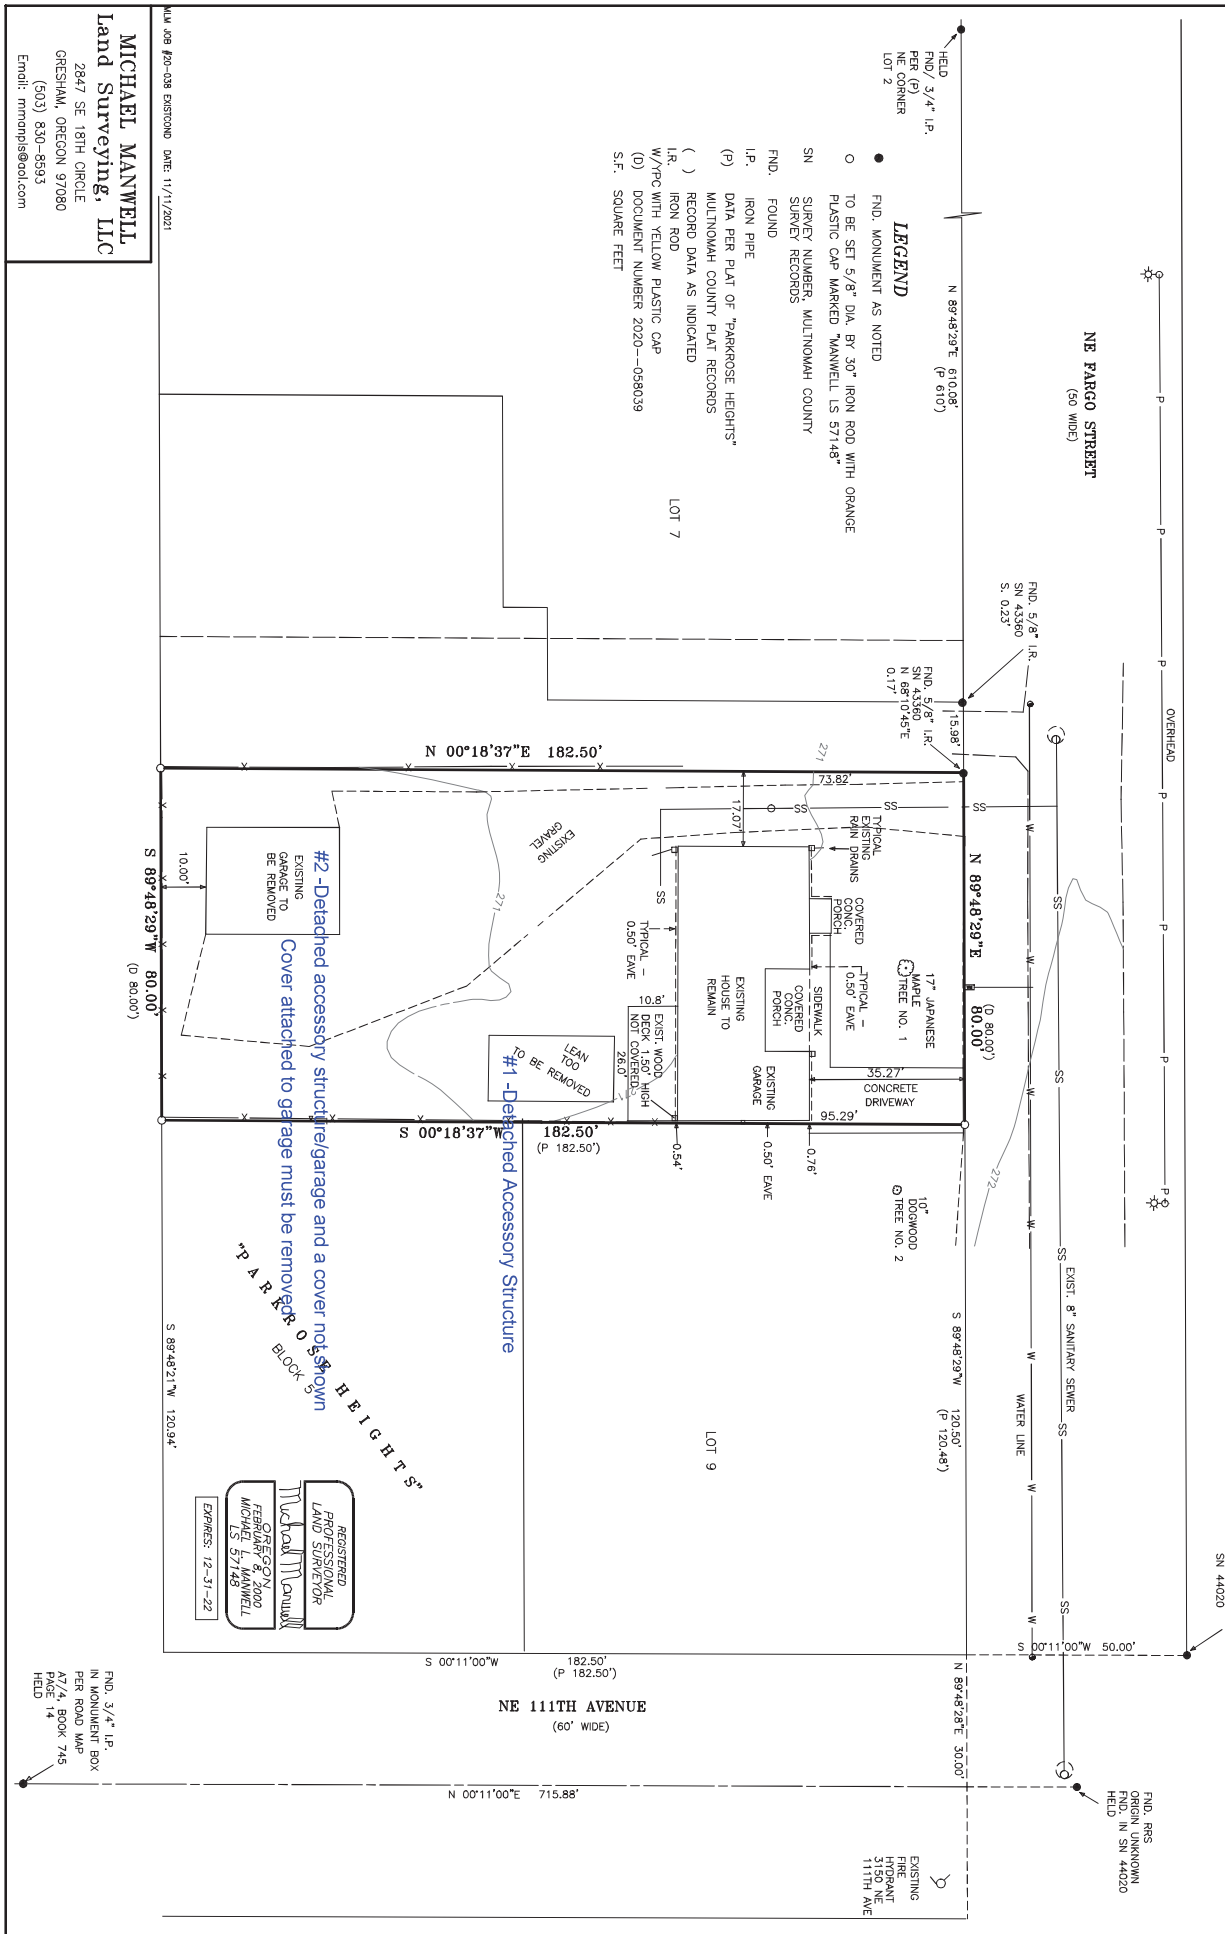 SN 44020
NE FARGO STREET
(50 WIDE)
P P P P P P P P
OVERHEAD
HELD
FND/ 3/4" I.P.
PER (P)
NE CORNER
LOT 2
N 89°48'29"E 610.08'
(P 610')
FND. 5/8" I.R.
SN 43360
S. 0.23'
FND. 5/8" I.R.
SN 43360
N 68°10'45"E
0.17'
15.98'
EXIST. 8" SANITARY SEWER
SS SS SS SS SS
WATER LINE
W W W W W W W
272
FND. RRS
ORIGIN UNKNOWN
FND. IN SN 44020
HELD
S 00°11'00"W 50.00'
N 89°48'28"E 30.00'
EXISTING
FIRE
HYDRANT
3150 NE
111TH AVE
LEGEND
FND. MONUMENT AS NOTED
TO BE SET 5/8" DIA. BY 30" IRON ROD WITH ORANGE
PLASTIC CAP MARKED "MANWELL LS 57148"
SN SURVEY NUMBER, MULTNOMAH COUNTY
SURVEY RECORDS
FND. FOUND
I.P. IRON PIPE
(P) DATA PER PLAT OF "PARKROSE HEIGHTS"
MULTNOMAH COUNTY PLAT RECORDS
( ) RECORD DATA AS INDICATED
I.R. IRON ROD
W/YPC WITH YELLOW PLASTIC CAP
(D) DOCUMENT NUMBER 2020--058039
S.F. SQUARE FEET
LOT 7
N 89°48'29"E 80.00'
(D 80.00')
S 89°48'29"W 120.50'
(P 120.48')
17" JAPANESE
MAPLE
TREE NO. 1
10"
DOGWOOD
TREE NO. 2
TYPICAL
EXISTING
RAIN DRAINS
COVERED
CONC.
PORCH
TYPICAL –
0.50' EAVE
SIDEWALK
COVERED
CONC.
PORCH
35.27'
CONCRETE
DRIVEWAY
95.29'
73.82'
17.07'
271
SS SS SS
SS
EXISTING
HOUSE TO
REMAIN
EXISTING
GARAGE
0.76'
0.50' EAVE
0.54'
TYPICAL –
0.50' EAVE
10.8'
EXIST. WOOD
DECK 1.50' HIGH
NOT COVERED
26.0'
271
LEAN
TOO
TO BE REMOVED
#1 -Detached Accessory Structure
EXISTING
GRAVEL
271
N 00°18'37"E 182.50'
S 00°18'37"W 182.50'
(P 182.50')
#2 -Detached accessory structure/garage and a cover not shown
Cover attached to garage must be removed
EXISTING
GARAGE TO
BE REMOVED
10.00'
S 89°48'29"W 80.00'
(D 80.00')
LOT 9
"PARKROSE HEIGHTS"
BLOCK 5
S 89°48'21"W 120.94'
REGISTERED
PROFESSIONAL
LAND SURVEYOR
Michael Manwell
OREGON
FEBRUARY 8, 2000
MICHAEL L. MANWELL
LS 57148
EXPIRES: 12-31-22
S 00°11'00"W 182.50'
(P 182.50')
NE 111TH AVENUE
(60' WIDE)
N 00°11'00"E 715.88'
FND. 3/4" I.P.
IN MONUMENT BOX
PER ROAD MAP
A7/4, BOOK 745
PAGE 14
HELD
MLM JOB #20-038 EXISTCOND DATE: 11/11/2021
MICHAEL MANWELL
Land Surveying, LLC
2847 SE 18TH CIRCLE
GRESHAM, OREGON 97080
(503) 830-8593
Email: mmanpls@aol.com